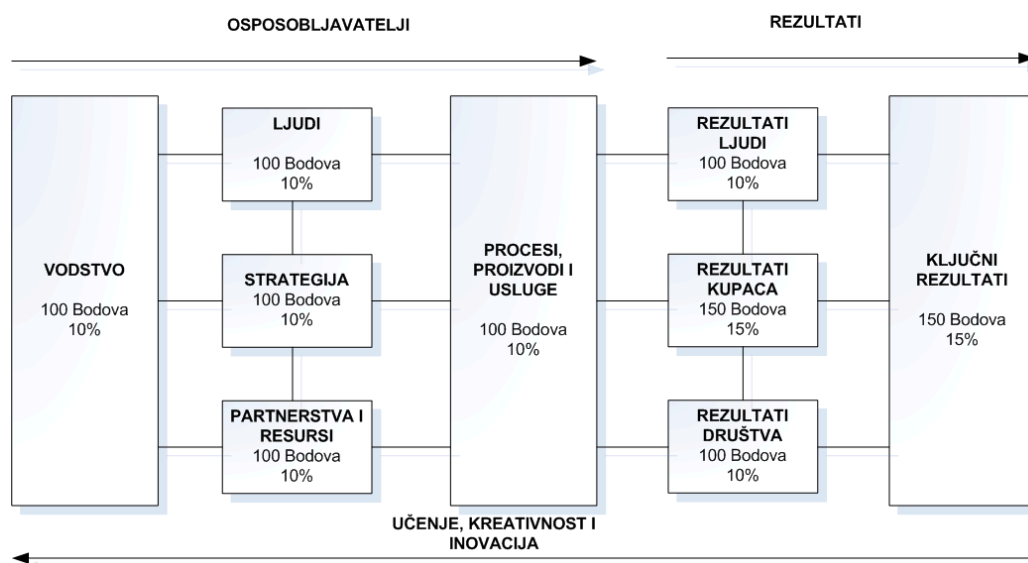 OSPOSOBLJAVATELJI
REZULTATI
VODSTVO
100 Bodova
10%
LJUDI
100 Bodova
10%
STRATEGIJA
100 Bodova
10%
PARTNERSTVA I
RESURSI
100 Bodova
10%
PROCESI,
PROIZVODI I
USLUGE
100 Bodova
10%
REZULTATI
LJUDI
100 Bodova
10%
REZULTATI
KUPACA
150 Bodova
15%
REZULTATI
DRUŠTVA
100 Bodova
10%
KLJUČNI
REZULTATI
150 Bodova
15%
UČENJE, KREATIVNOST I
INOVACIJA